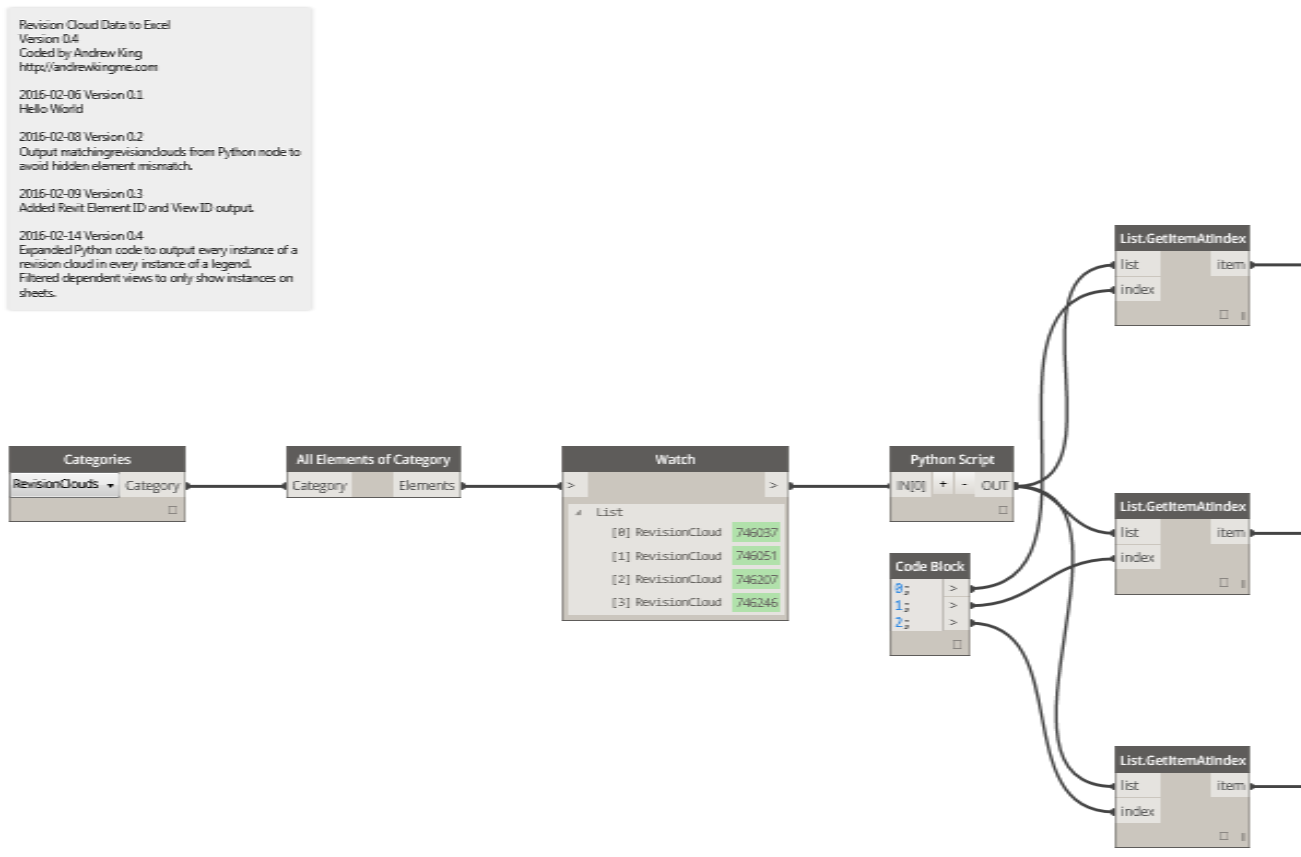 Revision Cloud Data to Excel
Version 0.4
Coded by Andrew King
http://andrewkingme.com
2016-02-06 Version 0.1
Hello World
2016-02-08 Version 0.2
Output matchingrevisionclouds from Python node to
avoid hidden element mismatch.
2016-02-09 Version 0.3
Added Revit Element ID and View ID output.
2016-02-14 Version 0.4
Expanded Python code to output every instance of a
revision cloud in every instance of a legend.
Filtered dependent views to only show instances on
sheets.
List.GetItemAtIndex
list item
index
Categories
RevisionClouds Category
All Elements of Category
Category Elements
Watch
> >
List
[0] RevisionCloud 746037
[1] RevisionCloud 746051
[2] RevisionCloud 746207
[3] RevisionCloud 746246
Python Script
IN[0] + - OUT
Code Block
0; >
1; >
2; >
List.GetItemAtIndex
list item
index
List.GetItemAtIndex
list item
index